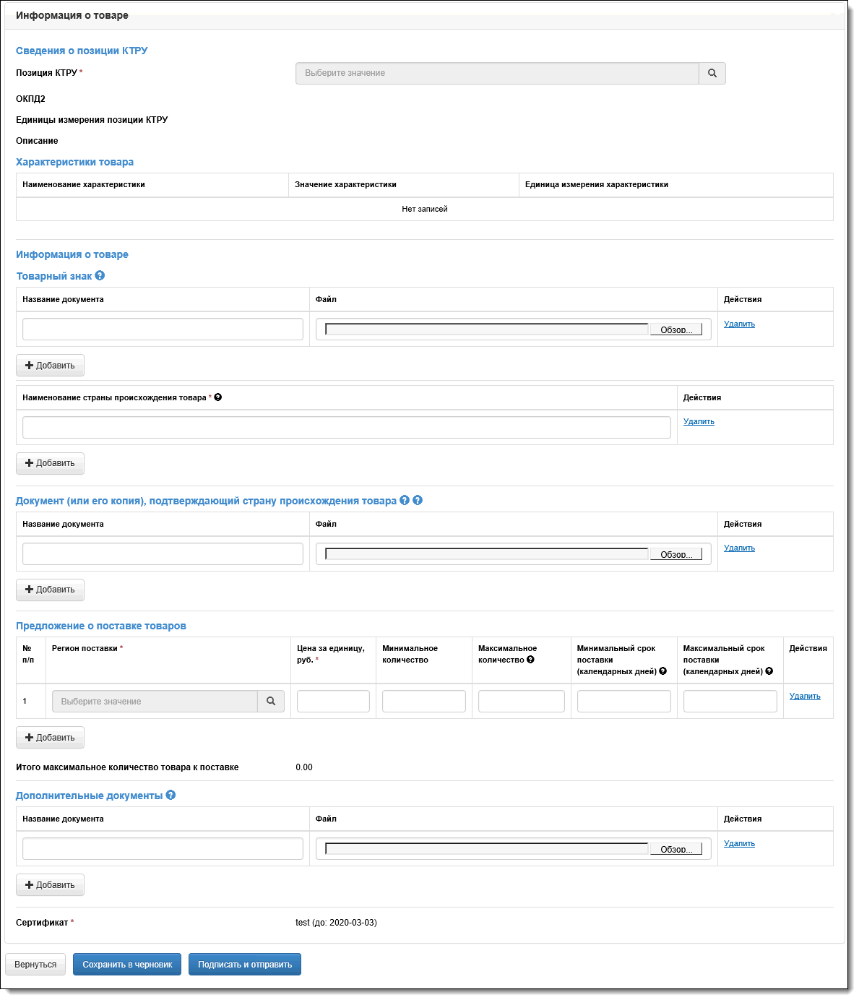 Информация о товаре
Сведения о позиции КТРУ
Позиция КТРУ *
Выберите значение
ОКПД2
Единицы измерения позиции КТРУ
Описание
Характеристики товара
Наименование характеристики
Значение характеристики
Единица измерения характеристики
Нет записей
Информация о товаре
Товарный знак ?
Название документа
Файл
Действия
Обзор...
Удалить
+ Добавить
Наименование страны происхождения товара * ?
Действия
Удалить
+ Добавить
Документ (или его копия), подтверждающий страну происхождения товара ? ?
Название документа
Файл
Действия
Обзор...
Удалить
+ Добавить
Предложение о поставке товаров
№
п/п
Регион поставки *
Цена за единицу,
руб. *
Минимальное
количество
Максимальное
количество ?
Минимальный срок
поставки
(календарных дней) ?
Максимальный срок
поставки
(календарных дней) ?
Действия
1
Выберите значение
Удалить
+ Добавить
Итого максимальное количество товара к поставке
0.00
Дополнительные документы ?
Название документа
Файл
Действия
Обзор...
Удалить
+ Добавить
Сертификат *
test (до: 2020-03-03)
Вернуться
Сохранить в черновик
Подписать и отправить